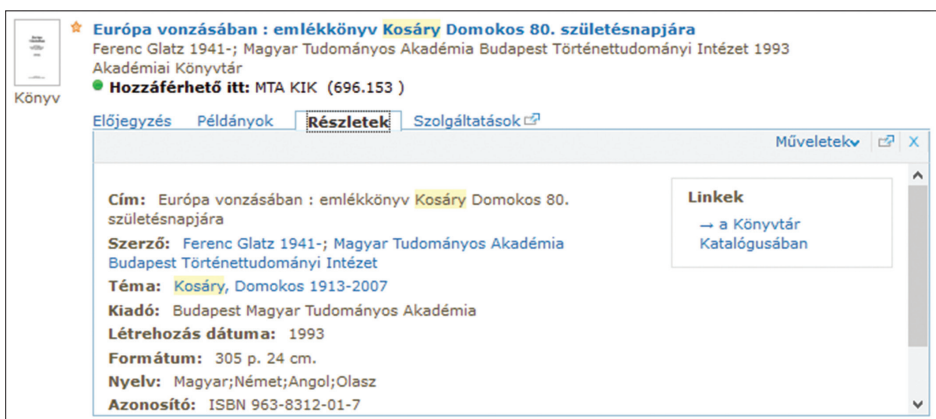 Európa vonzásában : emlékkönyv Kosáry Domokos 80. születésnapjára
Ferenc Glatz 1941-; Magyar Tudományos Akadémia Budapest Történettudományi Intézet 1993
Akadémiai Könyvtár
Hozzáférhető itt: MTA KIK (696.153 )
Könyv
Előjegyzés Példányok Részletek Szolgáltatások
Műveletek X
Cím: Európa vonzásában : emlékkönyv Kosáry Domokos 80.
születésnapjára
Szerző: Ferenc Glatz 1941-; Magyar Tudományos Akadémia
Budapest Történettudományi Intézet
Téma: Kosáry, Domokos 1913-2007
Kiadó: Budapest Magyar Tudományos Akadémia
Létrehozás dátuma: 1993
Formátum: 305 p. 24 cm.
Nyelv: Magyar;Német;Angol;Olasz
Azonosító: ISBN 963-8312-01-7
Linkek
→ a Könyvtár
Katalógusában